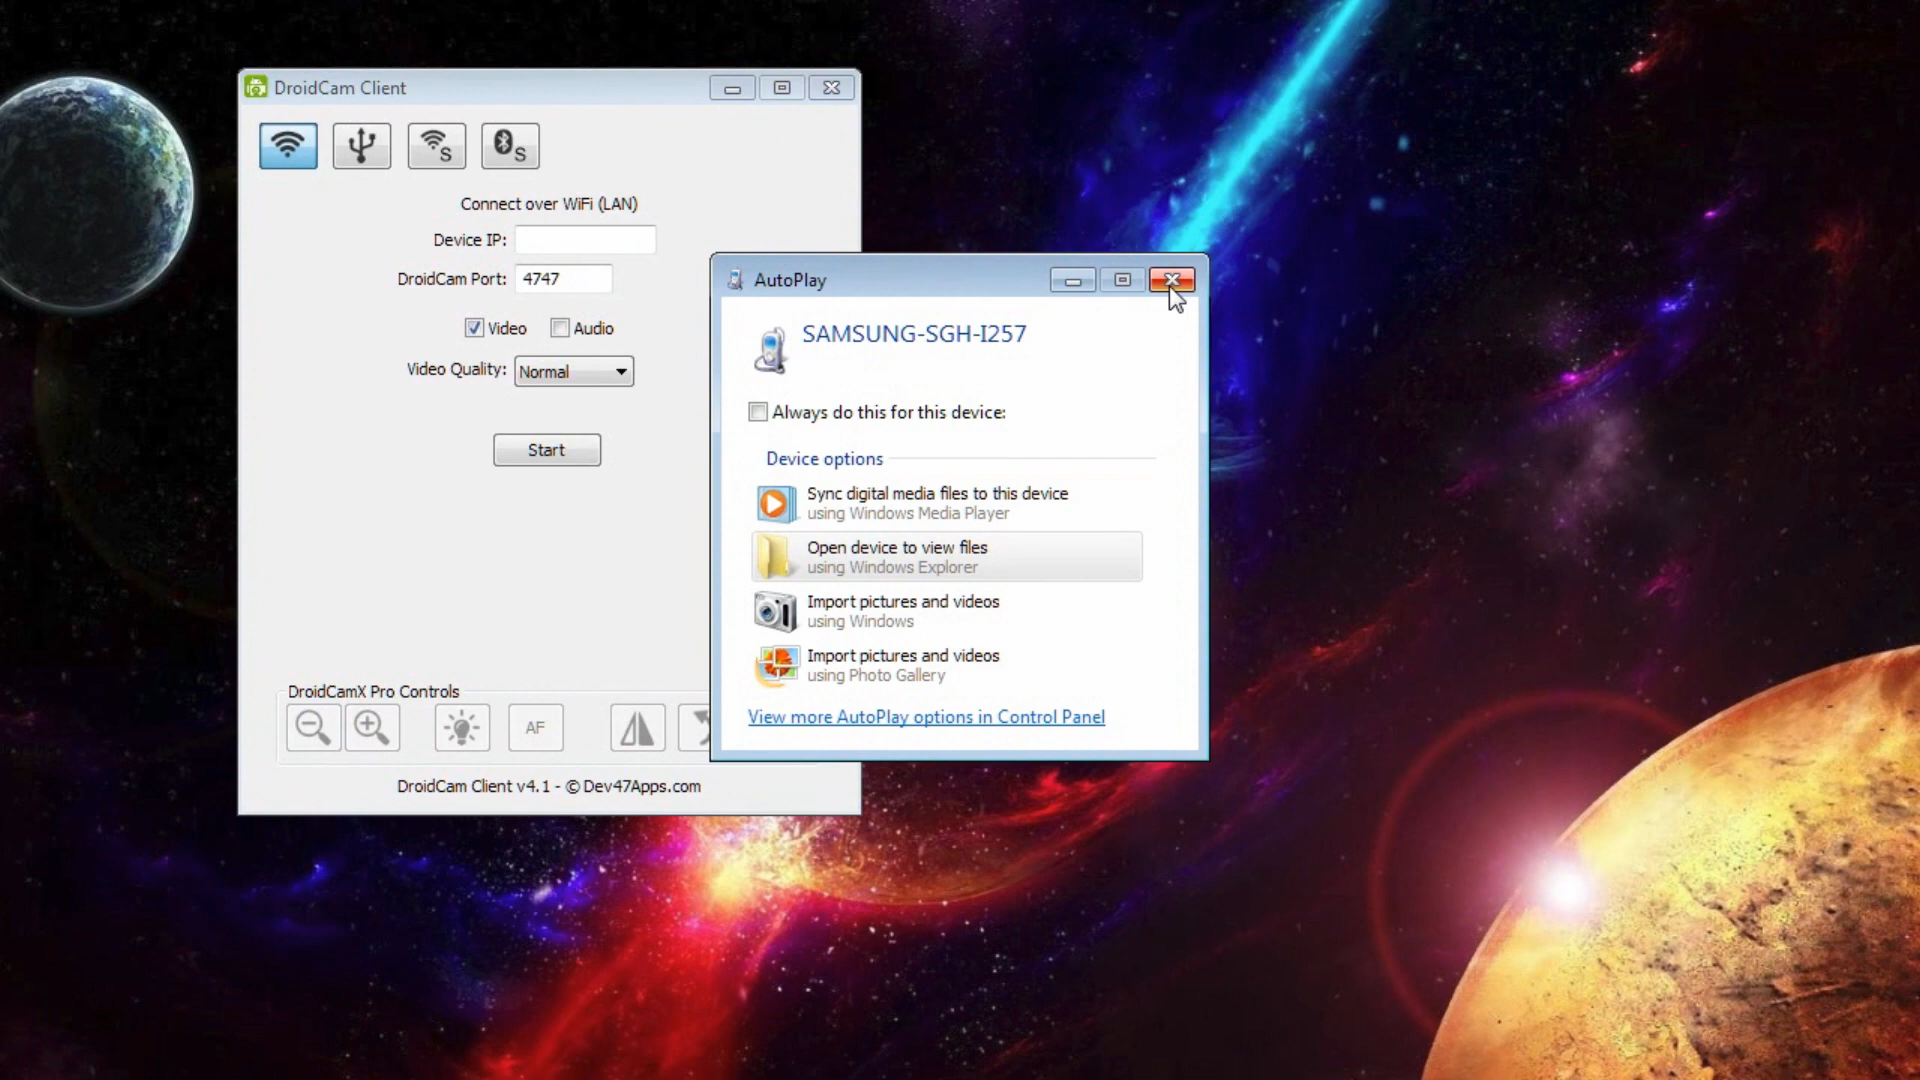 DroidCam Client
S
S
Connect over WiFi (LAN)
Device IP:
DroidCam Port: 4747
Video Audio
Video Quality: Normal
Start
DroidCamX Pro Controls
AF
DroidCam Client v4.1 - © Dev47Apps.com
AutoPlay
SAMSUNG-SGH-I257
Always do this for this device:
Device options
Sync digital media files to this device
using Windows Media Player
Open device to view files
using Windows Explorer
Import pictures and videos
using Windows
Import pictures and videos
using Photo Gallery
View more AutoPlay options in Control Panel